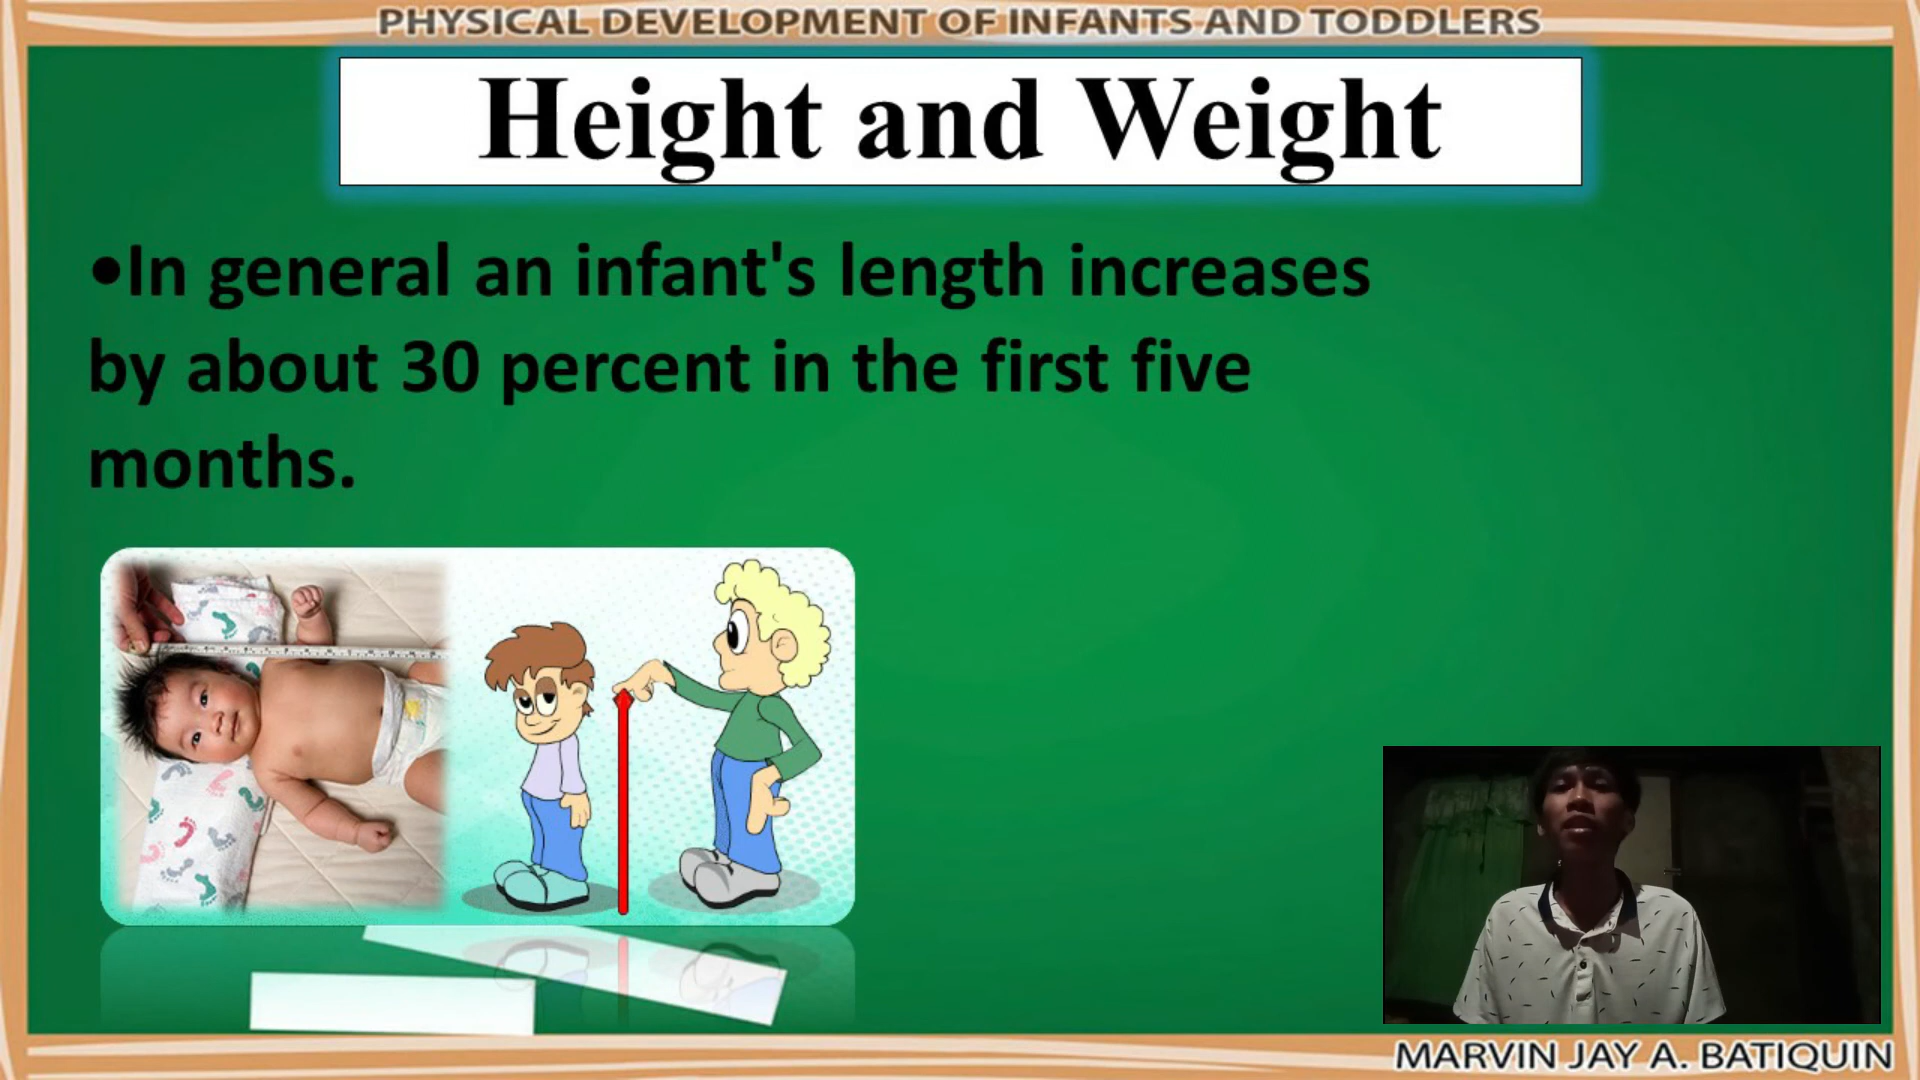 PHYSICAL DEVELOPMENT OF INFANTS AND TODDLERS
Height and Weight
•In general an infant's length increases
by about 30 percent in the first five
months.
MARVIN JAY A. BATIQUIN